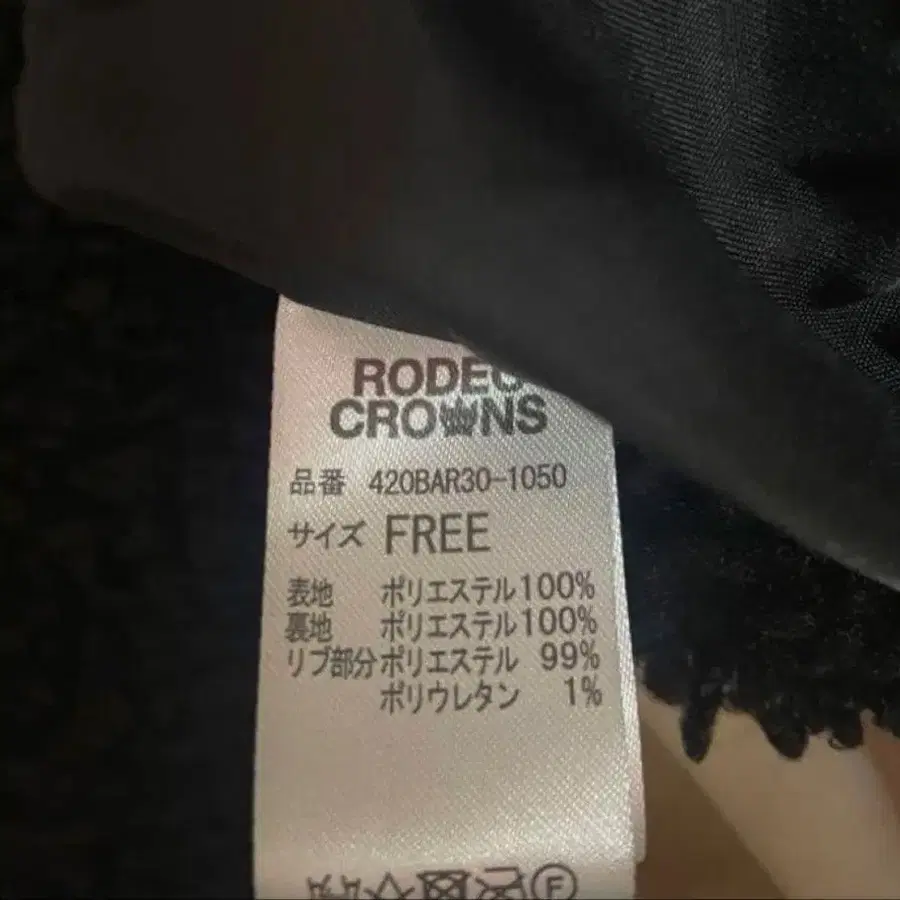 RODEO
CROWNS
品番 420BAR30-1050
サイズ FREE
表地 ポリエステル100%
裏地 ポリエステル100%
リブ部分ポリエステル 99%
ポリウレタン 1%
F